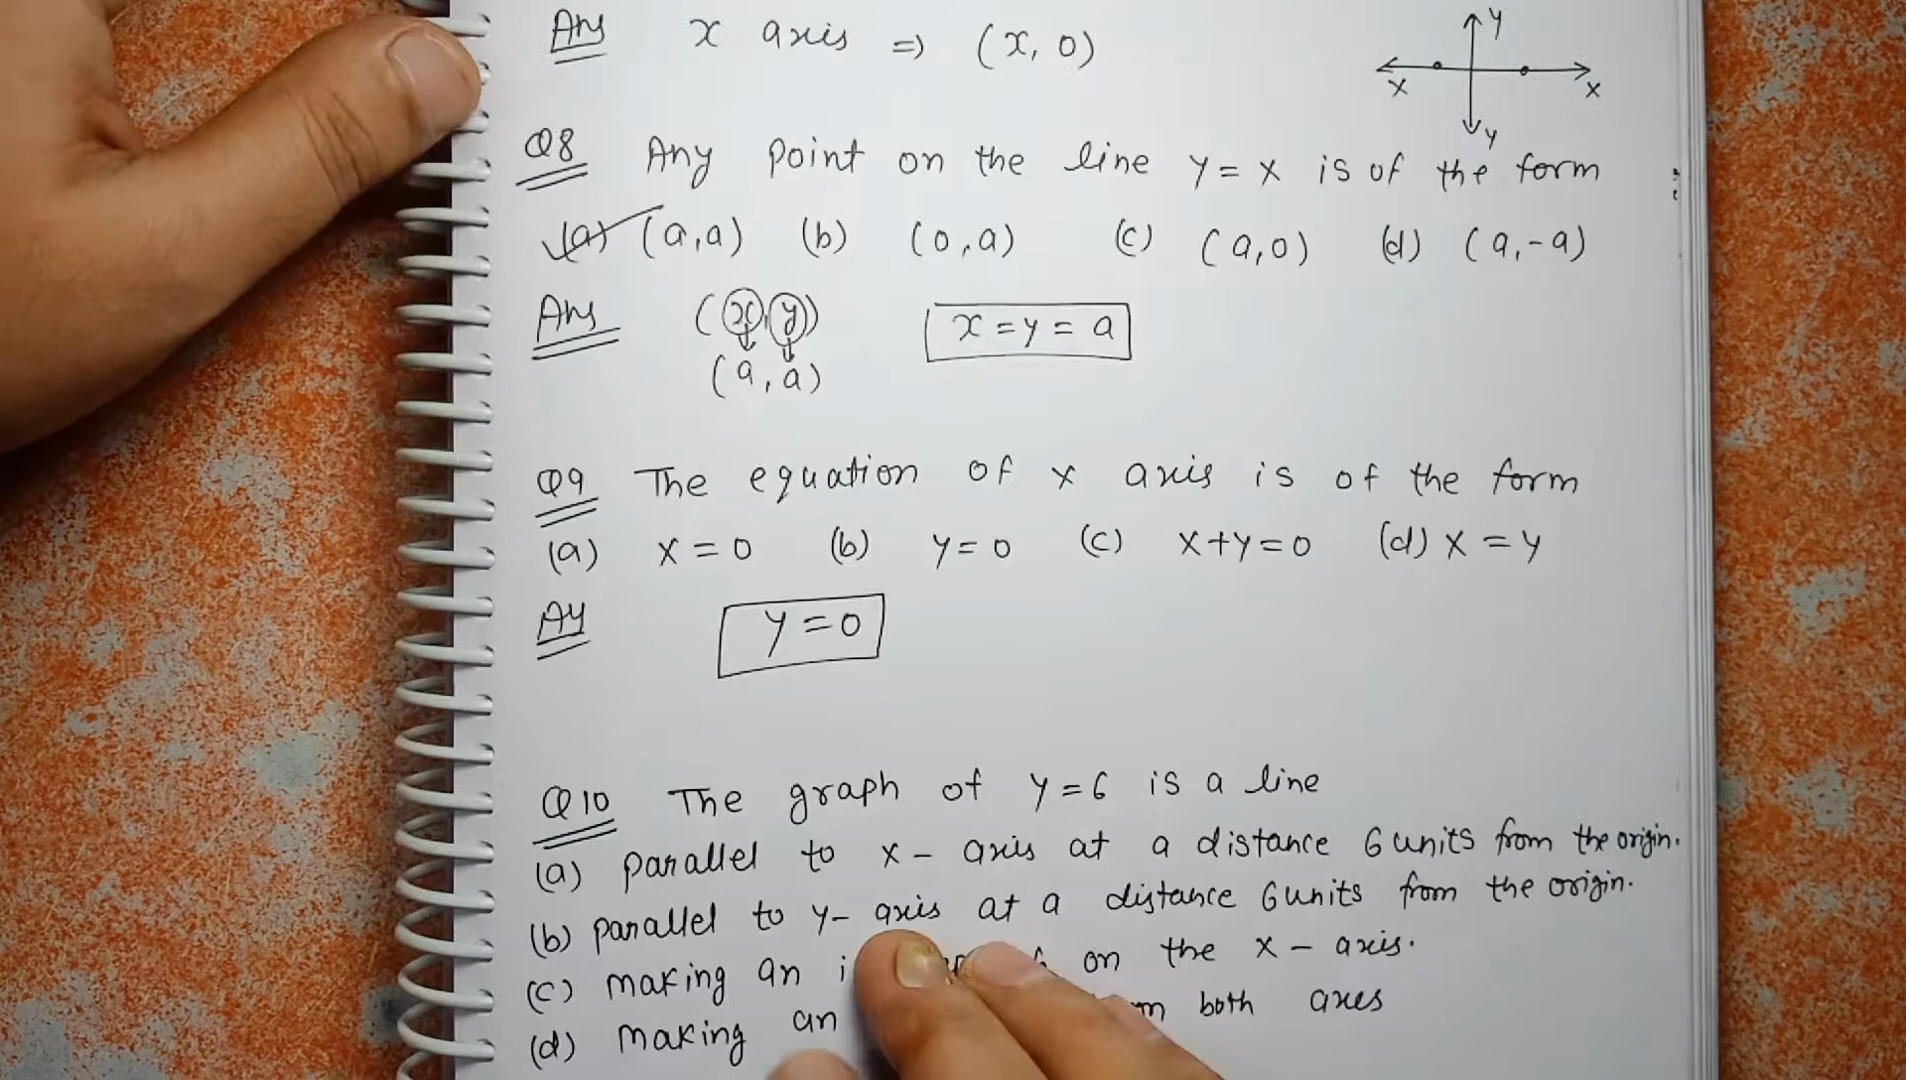 Ans x axis => (x, 0)
y
x x
y
Q8 Any point on the line y = x is of the form
(a) (a,a) (b) (0,a) (c) (a,0) (d) (a,-a)
Ans (x, y) x = y = a
(a, a)
Q9 The equation of x axis is of the form
(a) x = 0 (b) y = 0 (c) x+y=0 (d) x = y
y = 0
Q10 The graph of y = 6 is a line
(a) parallel to x - axis at a distance 6 units from the origin.
(b) parallel to y- axis at a distance 6 units from the origin.
(c) making an on the x - axis.
(d) making an both axes